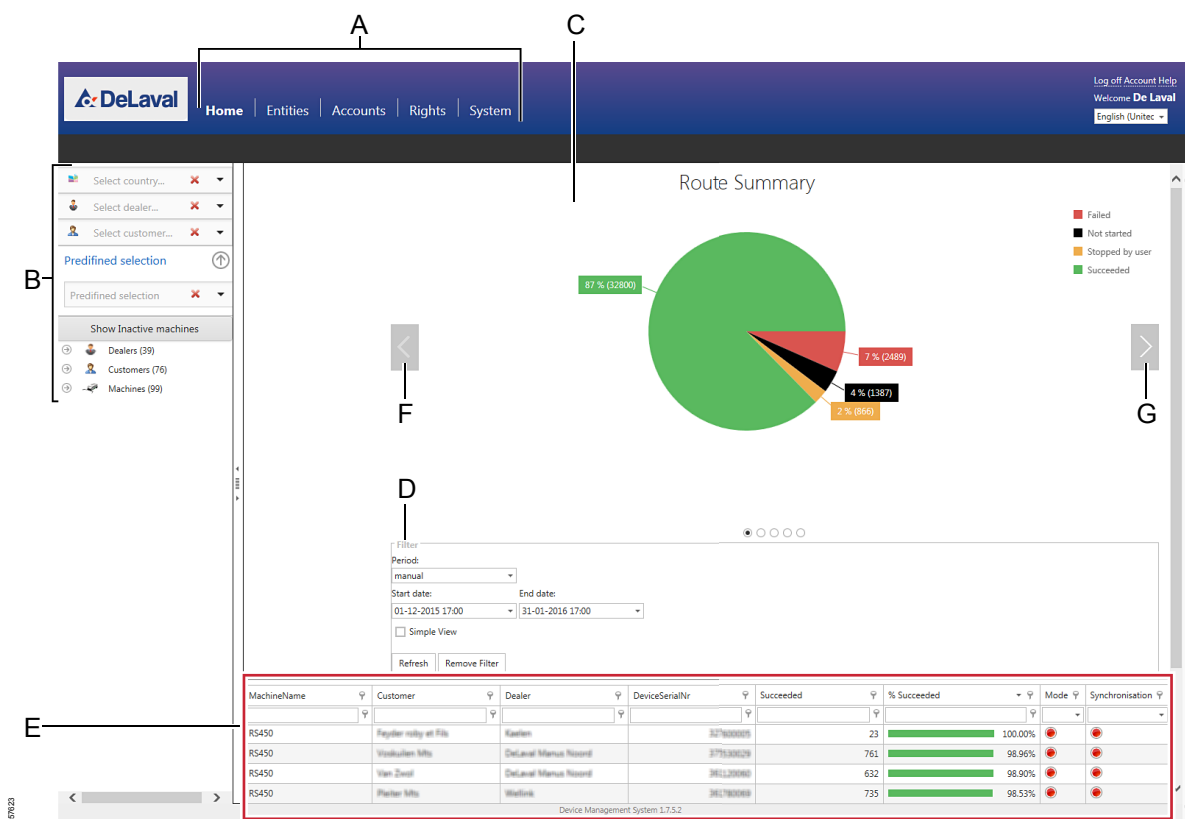 A
C
DeLaval
Home
Entities
Accounts
Rights
System
Log off Account Help
Welcome De Laval
English (Unitec
Select country...
Select dealer...
Select customer...
B
Predifined selection
Predifined selection
Show Inactive machines
Dealers (39)
Customers (76)
Machines (99)
Route Summary
Failed
Not started
Stopped by user
Succeeded
87 % (32800)
7 % (2489)
4 % (1387)
2 % (866)
F
G
D
Filter
Period:
manual
Start date: End date:
01-12-2015 17:00 31-01-2016 17:00
Simple View
Refresh Remove Filter
E
MachineName Customer Dealer DeviceSerialNr Succeeded % Succeeded Mode Synchronisation
RS450 23 100.00%
RS450 761 98.96%
RS450 632 98.90%
RS450 735 98.53%
Device Management System 1.7.5.2
57623